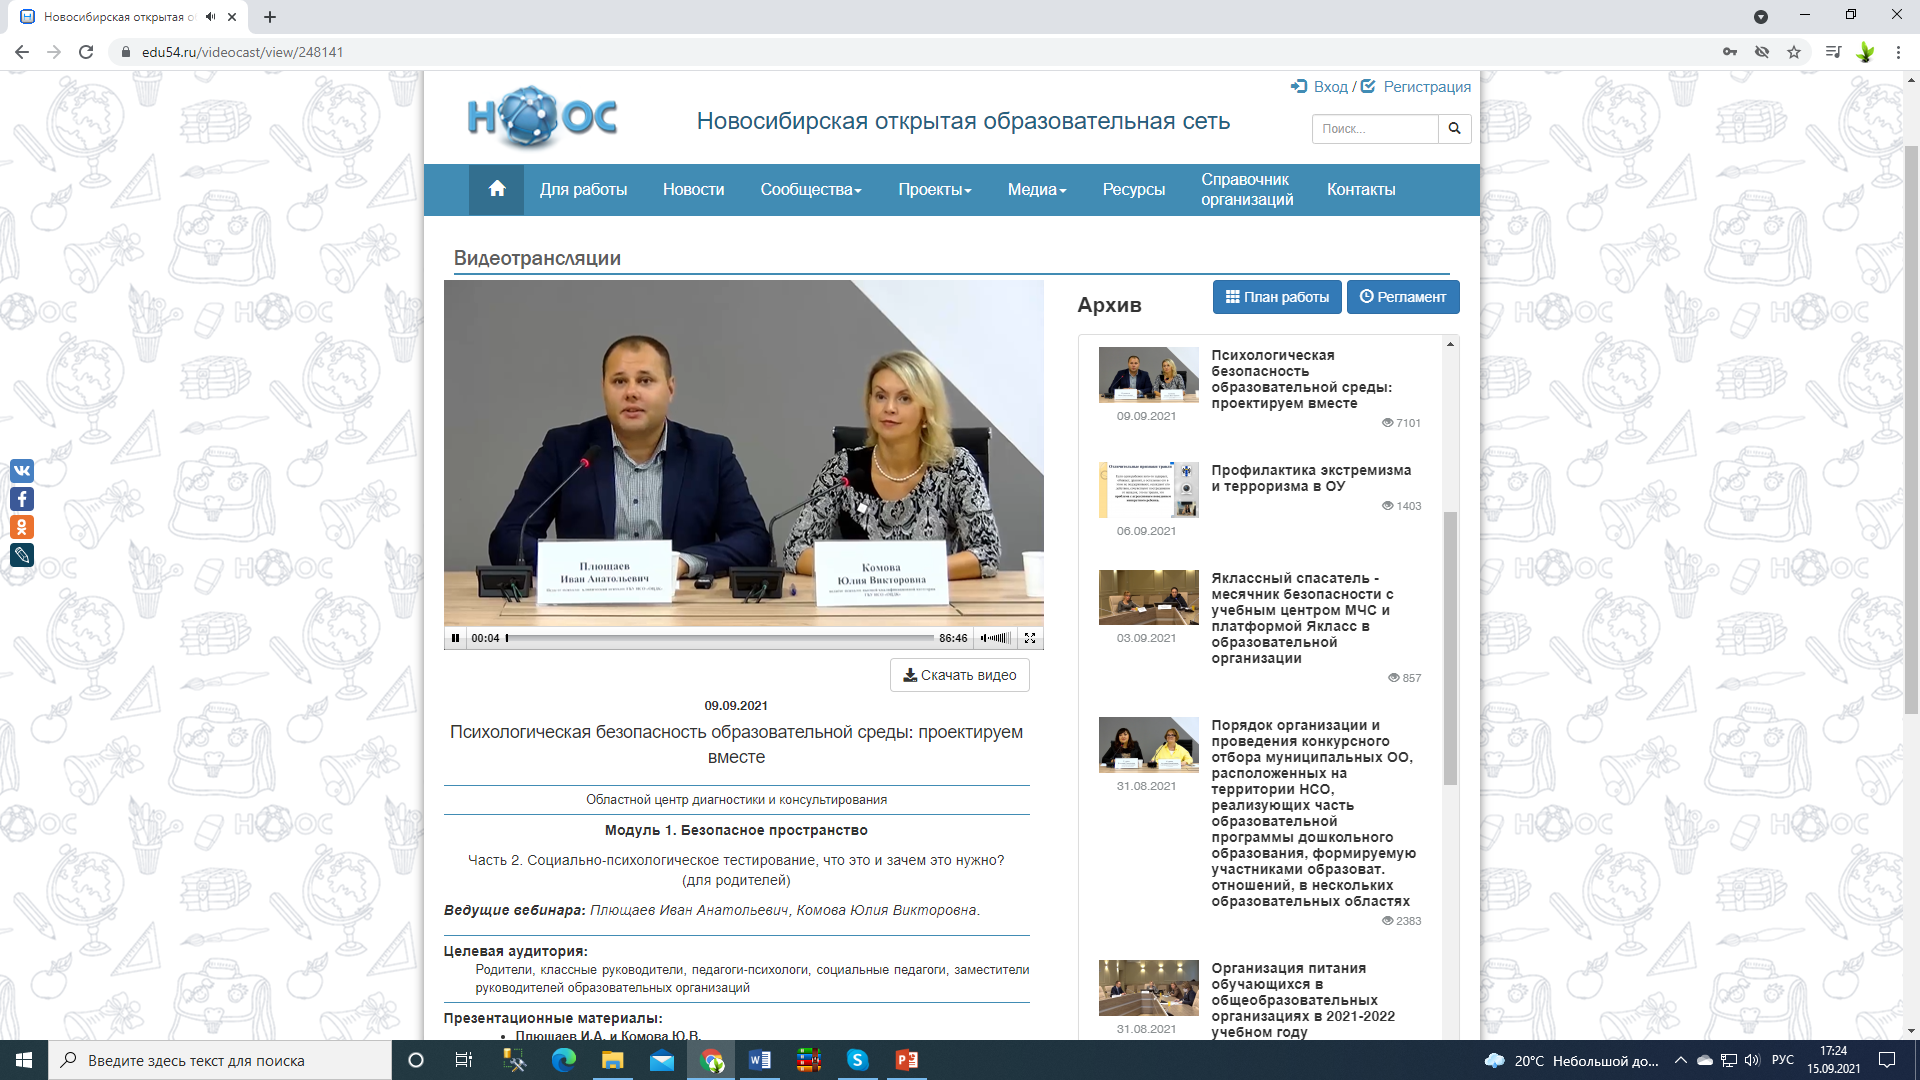 Новосибирская открытая о
edu54.ru/videocast/view/248141
Вход / Регистрация
НООС
Новосибирская открытая образовательная сеть
Поиск...
Для работы
Новости
Сообщества
Проекты
Медиа
Ресурсы
Справочник
организаций
Контакты
Видеотрансляции
Плющаев
Иван Анатольевич
Комова
Юлия Викторовна
00:04
86:46
Скачать видео
09.09.2021
Психологическая безопасность образовательной среды: проектируем
вместе
Областной центр диагностики и консультирования
Модуль 1. Безопасное пространство
Часть 2. Социально-психологическое тестирование, что это и зачем это нужно?
(для родителей)
Ведущие вебинара: Плющаев Иван Анатольевич, Комова Юлия Викторовна.
Целевая аудитория:
Родители, классные руководители, педагоги-психологи, социальные педагоги, заместители
руководителей образовательных организаций
Презентационные материалы:
Плющаев И.А. и Комова Ю.В.
Архив
План работы
Регламент
Психологическая
безопасность
образовательной среды:
проектируем вместе
09.09.2021
7101
Профилактика экстремизма
и терроризма в ОУ
1403
06.09.2021
Яклассный спасатель -
месячник безопасности с
учебным центром МЧС и
платформой Якласс в
образовательной
организации
03.09.2021
857
Порядок организации и
проведения конкурсного
отбора муниципальных ОО,
расположенных на
территории НСО,
реализующих часть
образовательной
программы дошкольного
образования, формируемую
участниками образоват.
отношений, в нескольких
образовательных областях
31.08.2021
2383
Организация питания
обучающихся в
общеобразовательных
организациях в 2021-2022
учебном году
31.08.2021
Введите здесь текст для поиска
20°C Небольшой до...
РУС
17:24
15.09.2021